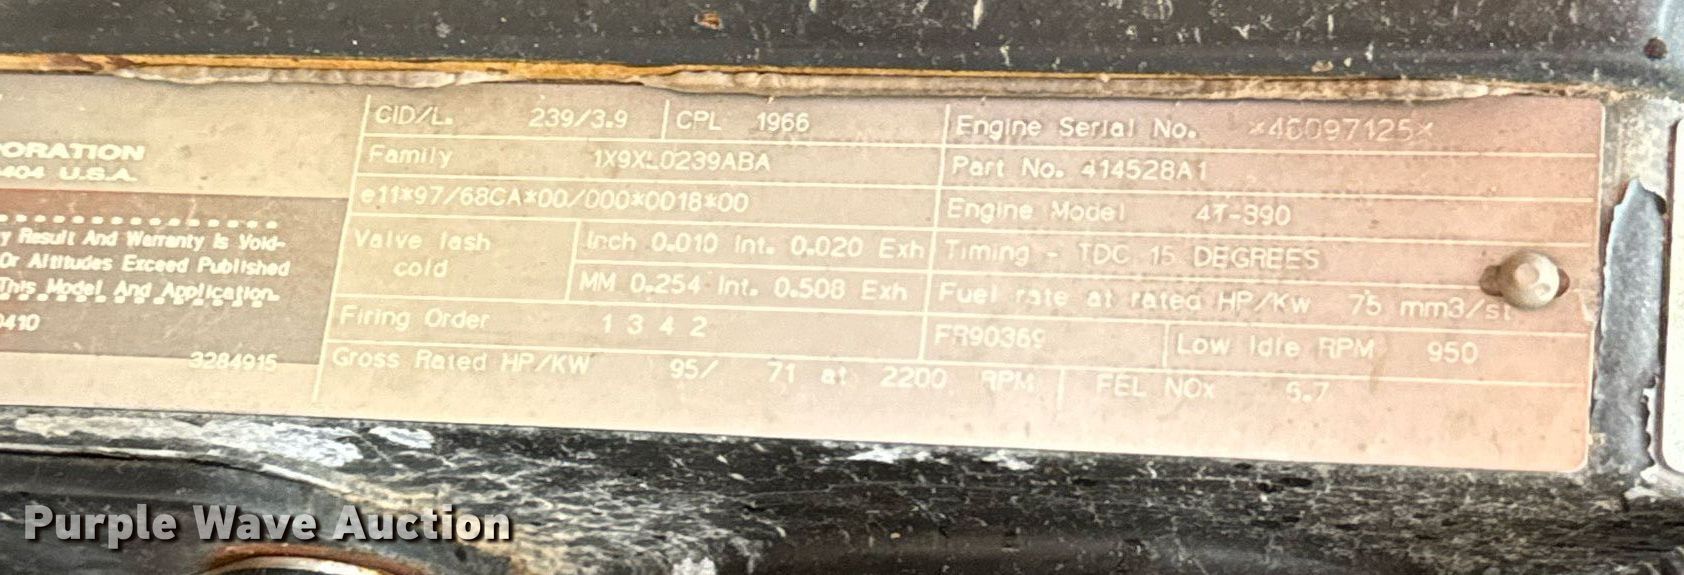 ORATION
404 U.S.A.
y Result And Warranty Is Void-
Or Altitudes Exceed Published
This Model And Application.
0410
3284915
CID/L. 239/3.9 CPL 1966
Family 1X9XL0239ABA
e11*97/68CA*00/000*0018*00
Valve lash cold
Inch 0.010 Int. 0.020 Exh
MM 0.254 Int. 0.508 Exh
Firing Order 1 3 4 2
Gross Rated HP/KW 95/ 71 at 2200 RPM FEL NOx 6.7
Engine Serial No. *46097125*
Part No. 414528A1
Engine Model 4T-390
Timing - TDC 15 DEGREES
Fuel rate at rated HP/KW 75 mm3/st
FR90369 Low Idle RPM 950
Purple Wave Auction